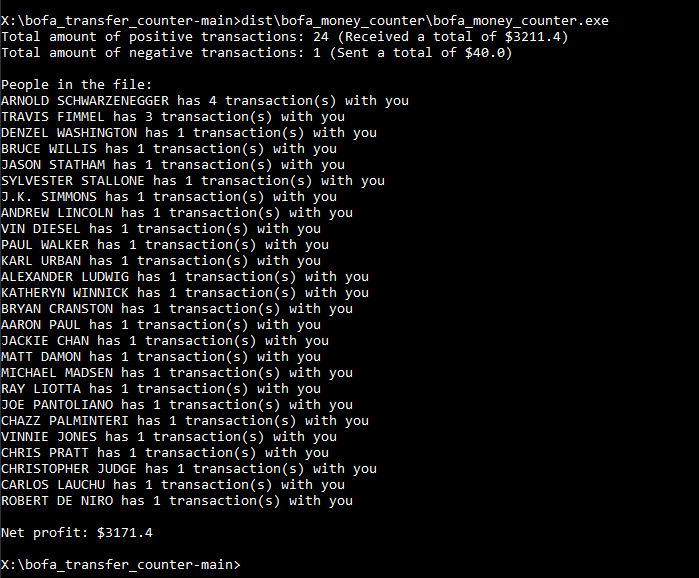 X:\bofa_transfer_counter-main>dist\bofa_money_counter\bofa_money_counter.exe
Total amount of positive transactions: 24 (Received a total of $3211.4)
Total amount of negative transactions: 1 (Sent a total of $40.0)
People in the file:
ARNOLD SCHWARZENEGGER has 4 transaction(s) with you
TRAVIS FIMMEL has 3 transaction(s) with you
DENZEL WASHINGTON has 1 transaction(s) with you
BRUCE WILLIS has 1 transaction(s) with you
JASON STATHAM has 1 transaction(s) with you
SYLVESTER STALLONE has 1 transaction(s) with you
J.K. SIMMONS has 1 transaction(s) with you
ANDREW LINCOLN has 1 transaction(s) with you
VIN DIESEL has 1 transaction(s) with you
PAUL WALKER has 1 transaction(s) with you
KARL URBAN has 1 transaction(s) with you
ALEXANDER LUDWIG has 1 transaction(s) with you
KATHERYN WINNICK has 1 transaction(s) with you
BRYAN CRANSTON has 1 transaction(s) with you
AARON PAUL has 1 transaction(s) with you
JACKIE CHAN has 1 transaction(s) with you
MATT DAMON has 1 transaction(s) with you
MICHAEL MADSEN has 1 transaction(s) with you
RAY LIOTTA has 1 transaction(s) with you
JOE PANTOLIANO has 1 transaction(s) with you
CHAZZ PALMINTERI has 1 transaction(s) with you
VINNIE JONES has 1 transaction(s) with you
CHRIS PRATT has 1 transaction(s) with you
CHRISTOPHER JUDGE has 1 transaction(s) with you
CARLOS LAUCHU has 1 transaction(s) with you
ROBERT DE NIRO has 1 transaction(s) with you
Net profit: $3171.4
X:\bofa_transfer_counter-main>